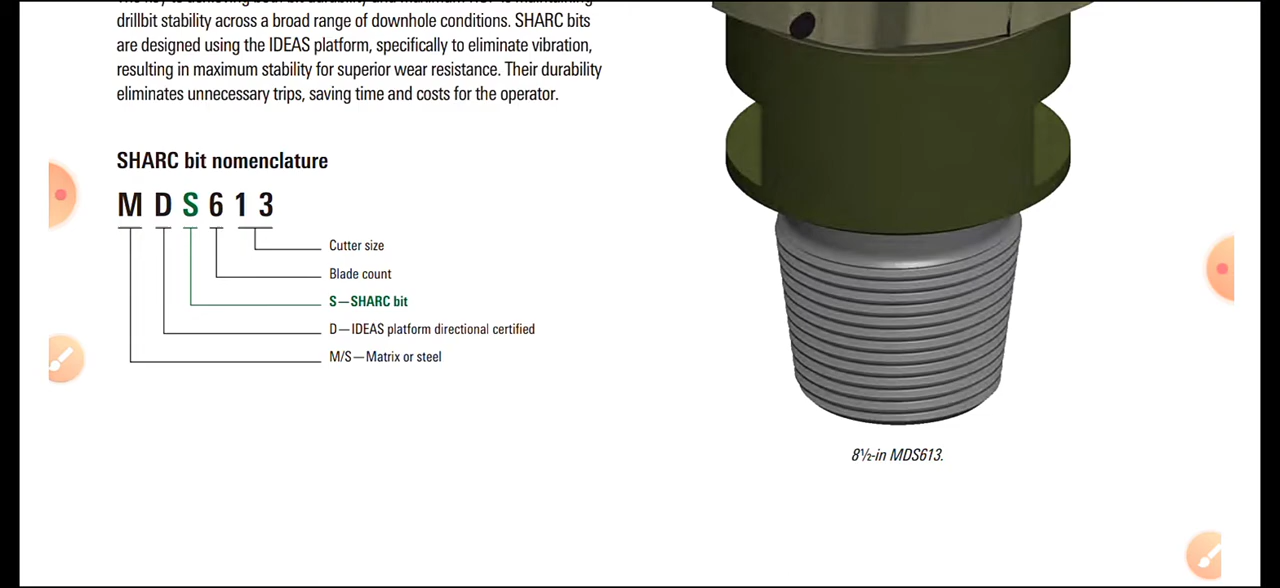 drillbit stability across a broad range of downhole conditions. SHARC bits
are designed using the IDEAS platform, specifically to eliminate vibration,
resulting in maximum stability for superior wear resistance. Their durability
eliminates unnecessary trips, saving time and costs for the operator.
SHARC bit nomenclature
M D S 6 1 3
Cutter size
Blade count
S—SHARC bit
D—IDEAS platform directional certified
M/S—Matrix or steel
8½-in MDS613.